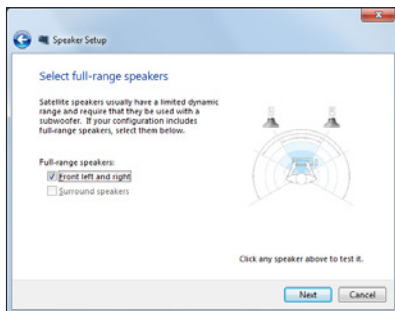 Speaker Setup
Select full-range speakers
Satellite speakers usually have a limited dynamic
range and require that they be used with a
subwoofer. If your configuration includes
full-range speakers, select them below.
Full-range speakers:
Front left and right
Surround speakers
Click any speaker above to test it.
Next
Cancel